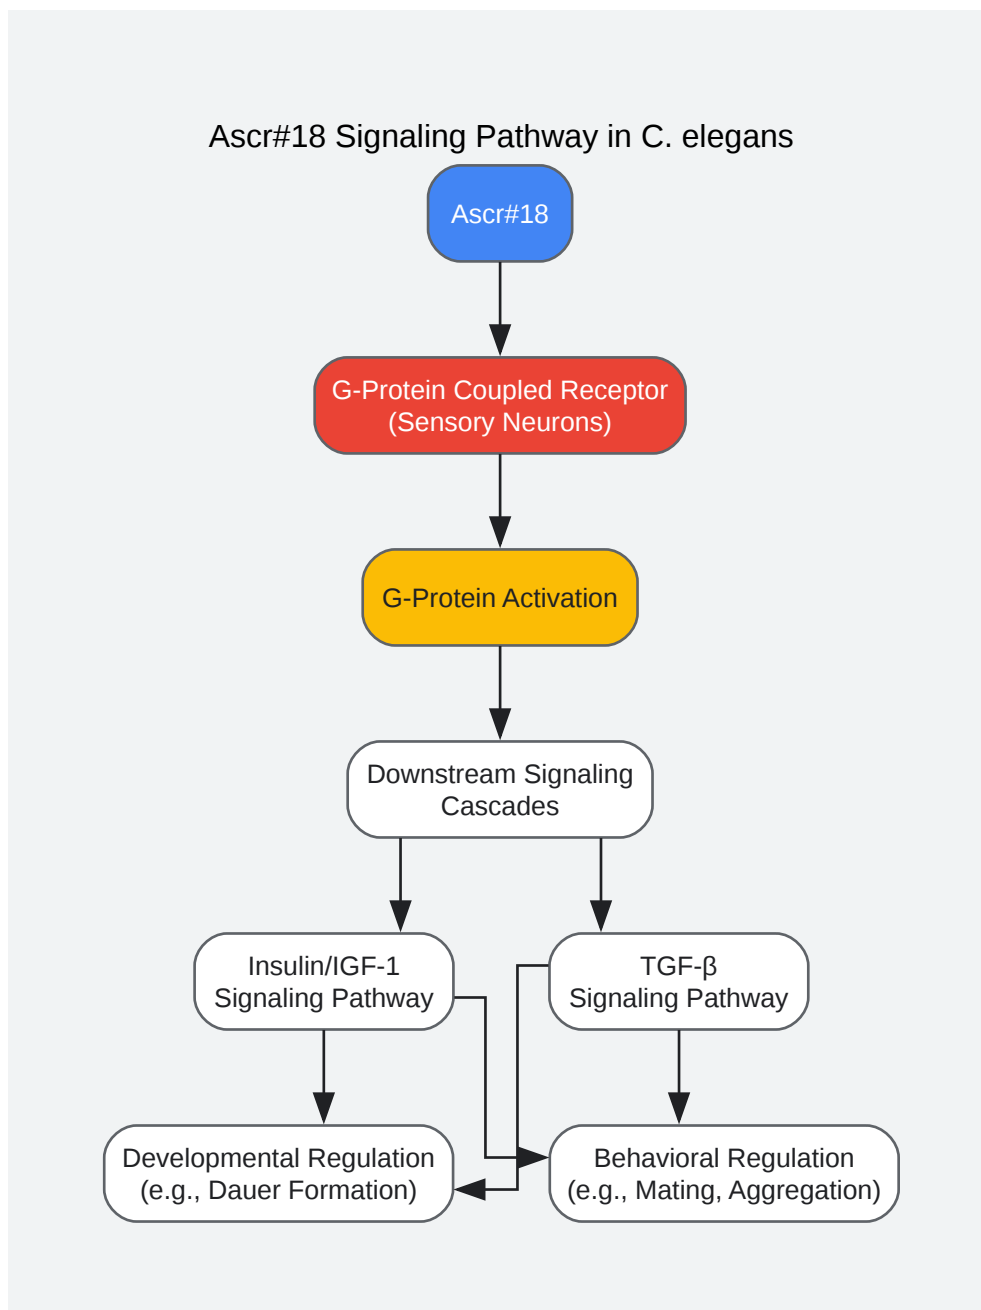 Ascr#18 Signaling Pathway in C. elegans
Ascr#18
G-Protein Coupled Receptor
(Sensory Neurons)
G-Protein Activation
Downstream Signaling
Cascades
Insulin/IGF-1
Signaling Pathway
TGF-β
Signaling Pathway
Developmental Regulation
(e.g., Dauer Formation)
Behavioral Regulation
(e.g., Mating, Aggregation)